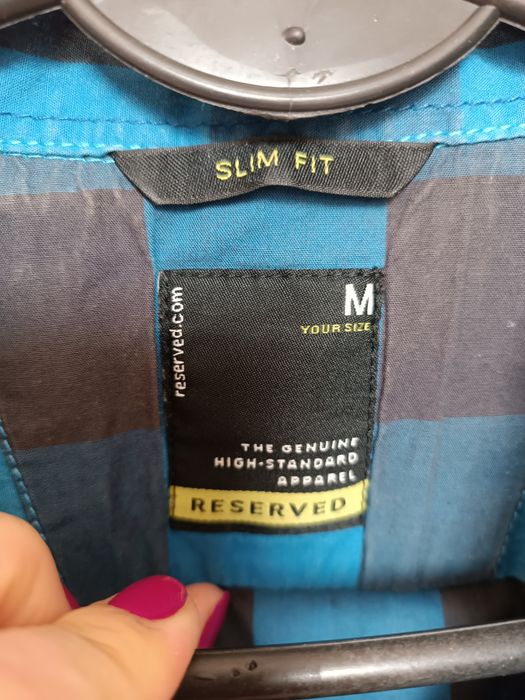 SLIM FIT
reserved.com
M
YOUR SIZE
THE GENUINE
HIGH-STANDARD
APPAREL
RESERVED